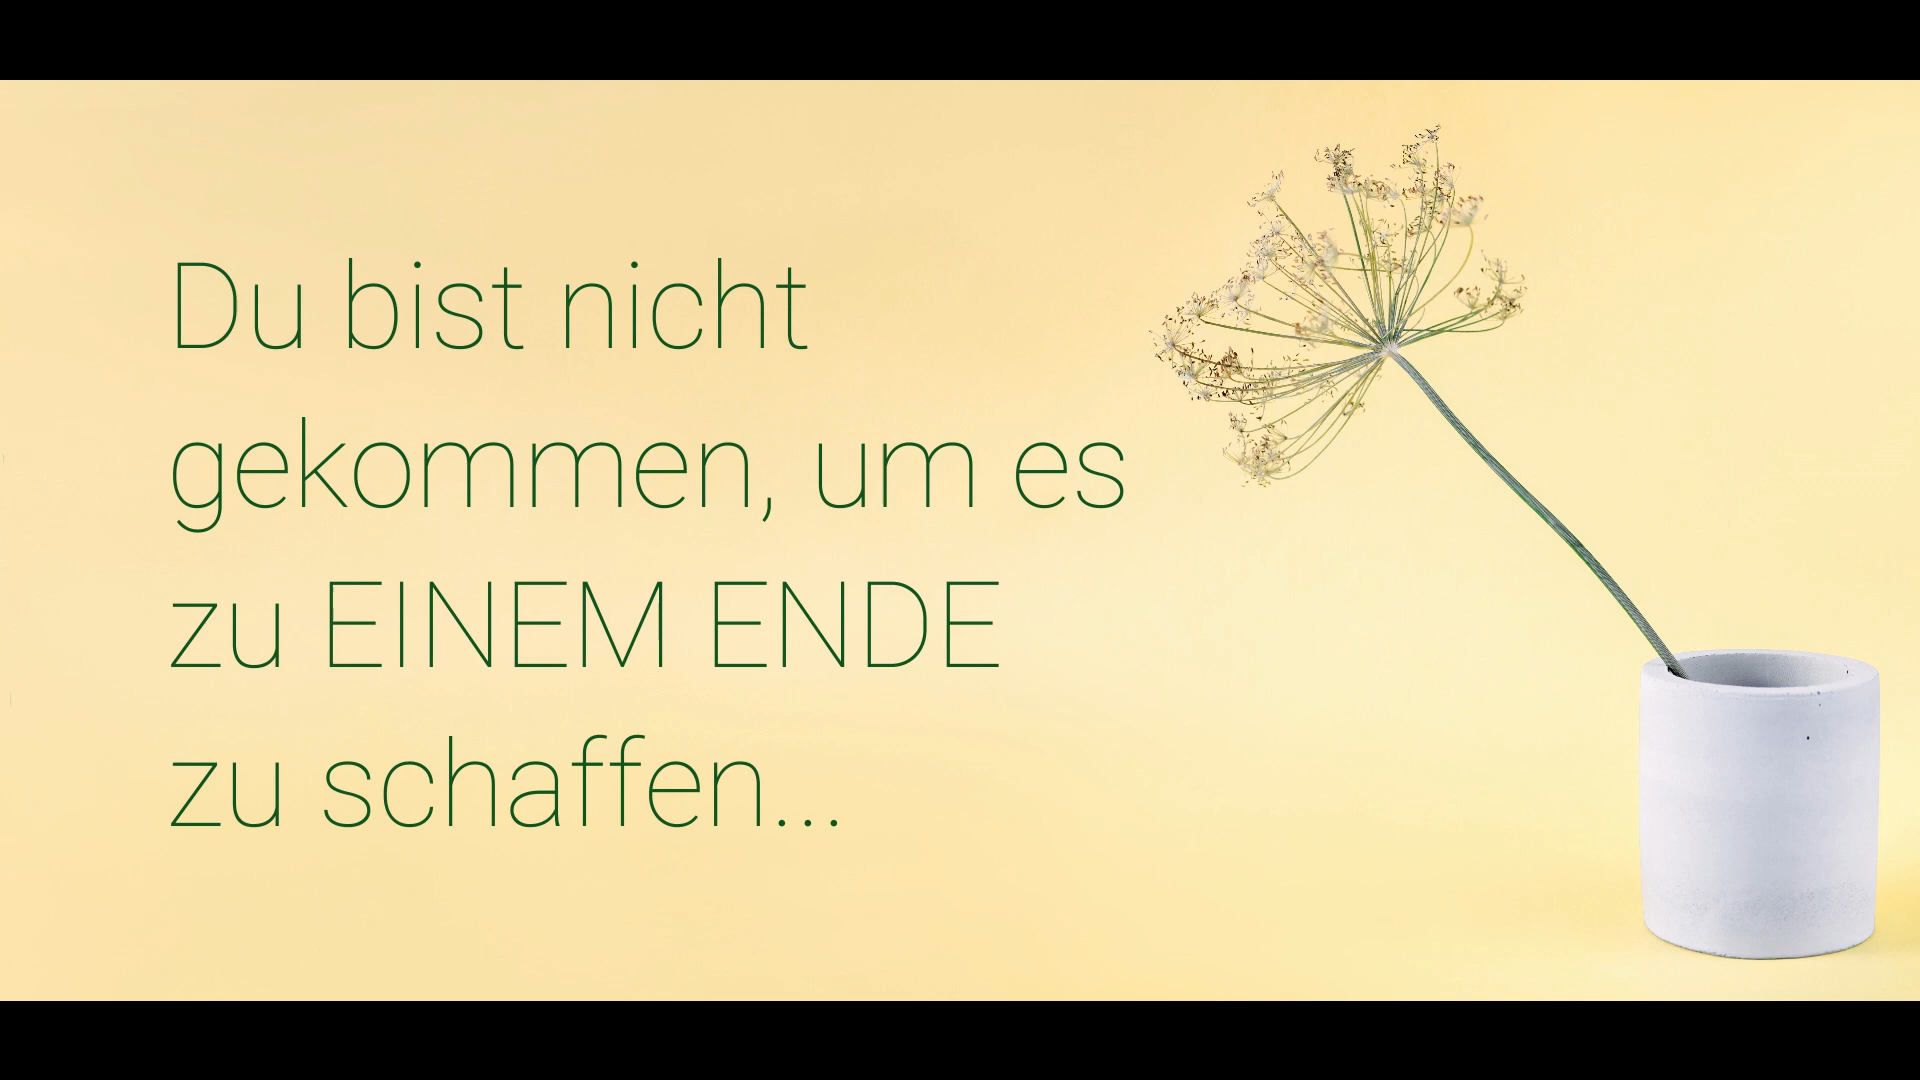 Du bist nicht
gekommen, um es
zu EINEM ENDE
zu schaffen...